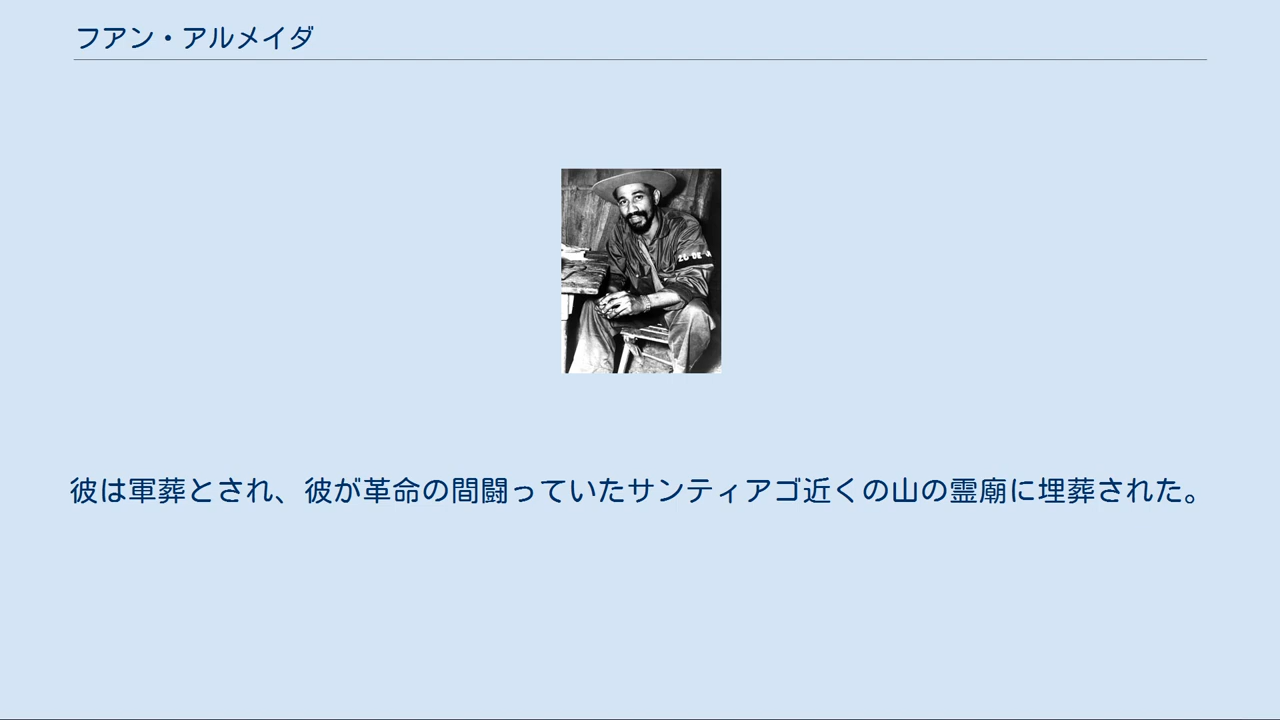 フアン・アルメイダ
26 DE
彼は軍葬とされ、彼が革命の間闘っていたサンティアゴ近くの山の霊廟に埋葬された。